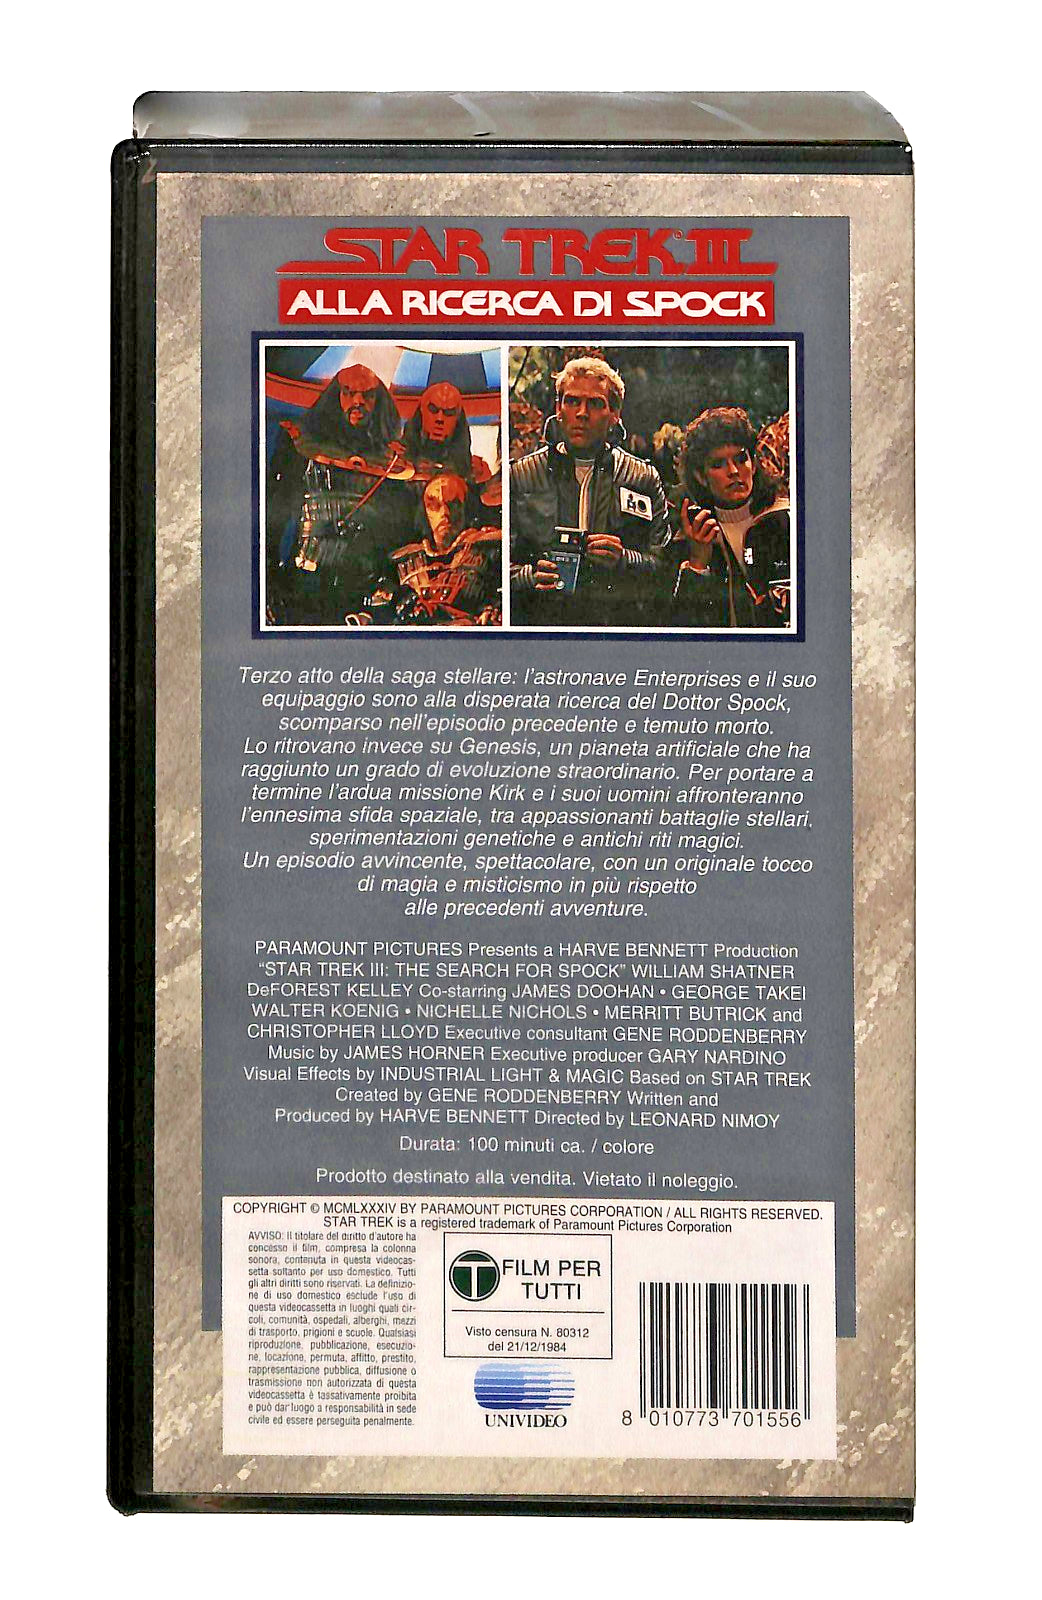 STAR TREK® III
ALLA RICERCA DI SPOCK
Terzo atto della saga stellare: l'astronave Enterprises e il suo
equipaggio sono alla disperata ricerca del Dottor Spock,
scomparso nell'episodio precedente e temuto morto.
Lo ritrovano invece su Genesis, un pianeta artificiale che ha
raggiunto un grado di evoluzione straordinario. Per portare a
termine l'ardua missione Kirk e i suoi uomini affronteranno
l'ennesima sfida spaziale, tra appassionanti battaglie stellari,
sperimentazioni genetiche e antichi riti magici.
Un episodio avvincente, spettacolare, con un originale tocco
di magia e misticismo in più rispetto
alle precedenti avventure.
PARAMOUNT PICTURES Presents a HARVE BENNETT Production
"STAR TREK III: THE SEARCH FOR SPOCK" WILLIAM SHATNER
DeFOREST KELLEY Co-starring JAMES DOOHAN • GEORGE TAKEI
WALTER KOENIG • NICHELLE NICHOLS • MERRITT BUTRICK and
CHRISTOPHER LLOYD Executive consultant GENE RODDENBERRY
Music by JAMES HORNER Executive producer GARY NARDINO
Visual Effects by INDUSTRIAL LIGHT & MAGIC Based on STAR TREK
Created by GENE RODDENBERRY Written and
Produced by HARVE BENNETT Directed by LEONARD NIMOY
Durata: 100 minuti ca. / colore
Prodotto destinato alla vendita. Vietato il noleggio.
COPYRIGHT © MCMLXXXIV BY PARAMOUNT PICTURES CORPORATION / ALL RIGHTS RESERVED.
STAR TREK is a registered trademark of Paramount Pictures Corporation
AVVISO: Il titolare del diritto d'autore ha
concesso il film, compresa la colonna
sonora, contenuta in questa videocas-
setta soltanto per uso domestico. Tutti
gli altri diritti sono riservati. La definizio-
ne di uso domestico esclude l'uso di
questa videocassetta in luoghi quali cir-
coli, comunità, ospedali, alberghi, mezzi
di trasporto, prigioni e scuole. Qualsiasi
riproduzione, pubblicazione, esecuzio-
ne, locazione, permuta, affitto, prestito,
rappresentazione pubblica, diffusione o
trasmissione non autorizzata di questa
videocassetta è tassativamente proibita
e può dar luogo a responsabilità in sede
civile ed essere perseguita penalmente.
T FILM PER
TUTTI
Visto censura N. 80312
del 21/12/1984
UNIVIDEO
8 010773 701556